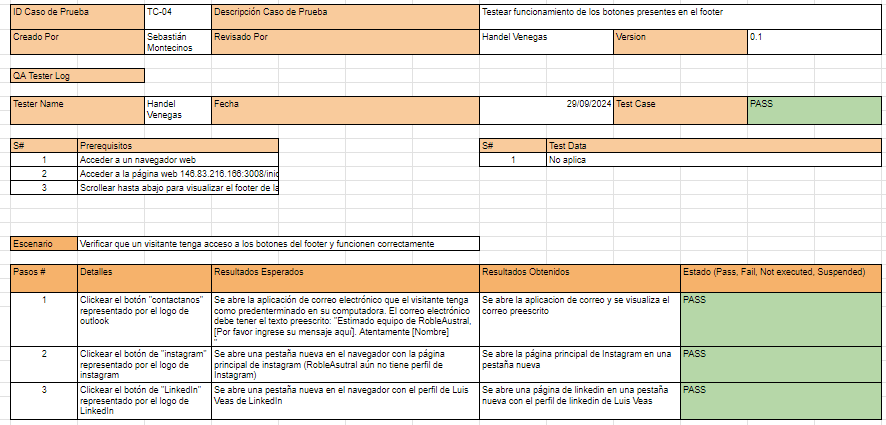 ID Caso de Prueba TC-04 Descripción Caso de Prueba Testear funcionamiento de los botones presentes en el footer
Creado Por Sebastián Montecinos Revisado Por Handel Venegas Version 0.1
QA Tester Log
Tester Name Handel Venegas Fecha 29/09/2024 Test Case PASS
S# Prerequisitos
1 Acceder a un navegador web
2 Acceder a la página web 146.83.216.166:3008/inic
3 Scrollear hasta abajo para visualizar el footer de la
S# Test Data
1 No aplica
Escenario Verificar que un visitante tenga acceso a los botones del footer y funcionen correctamente
Pasos # Detalles Resultados Esperados Resultados Obtenidos Estado (Pass, Fail, Not executed, Suspended)
1
Clickear el botón "contactanos"
representado por el logo de
outlook
Se abre la aplicación de correo electrónico que el visitante tenga
como predeterminado en su computadora. El correo electrónico
debe tener el texto preescrito: "Estimado equipo de RobleAustral,
[Por favor ingrese su mensaje aquí]. Atentamente [Nombre]
"
Se abre la aplicacion de correo y se visualiza el
correo preescrito
PASS
2
Clickear el botón de "instagram"
representado por el logo de
instagram
Se abre una pestaña nueva en el navegador con la página
principal de instagram (RobleAsutral aún no tiene perfil de
Instagram)
Se abre la página principal de Instagram en una
pestaña nueva
PASS
3
Clickear el botón de "LinkedIn"
representado por el logo de
LinkedIn
Se abre una pestaña nueva en el navegador con el perfil de Luis
Veas de LinkedIn
Se abre una página de linkedin en una pestaña
nueva con el perfil de linkedin de Luis Veas
PASS